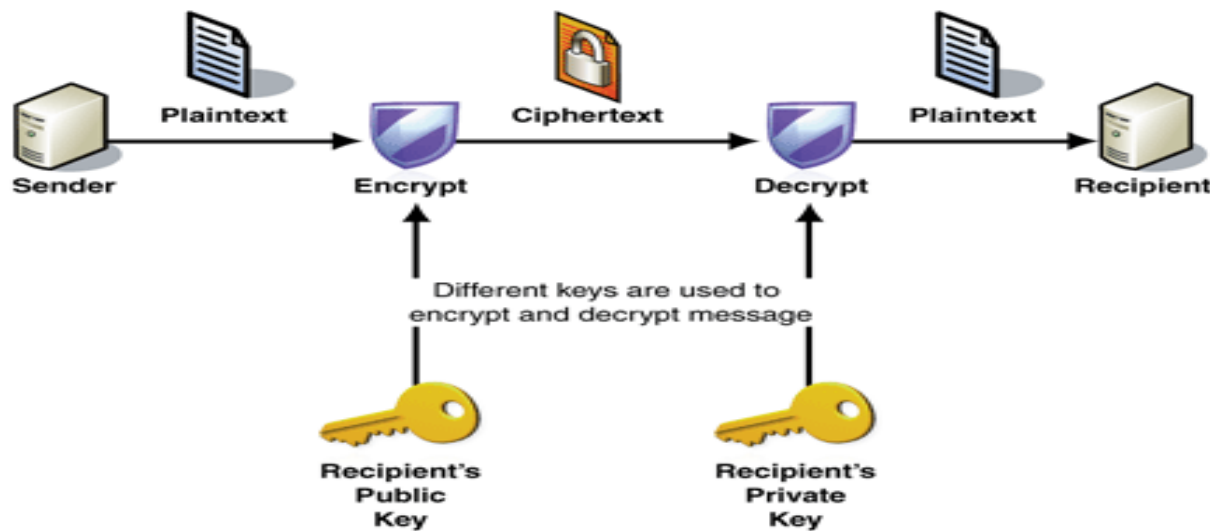 Plaintext
Ciphertext
Plaintext
Sender
Encrypt
Decrypt
Recipient
Different keys are used to
encrypt and decrypt message
Recipient's
Public
Key
Recipient's
Private
Key